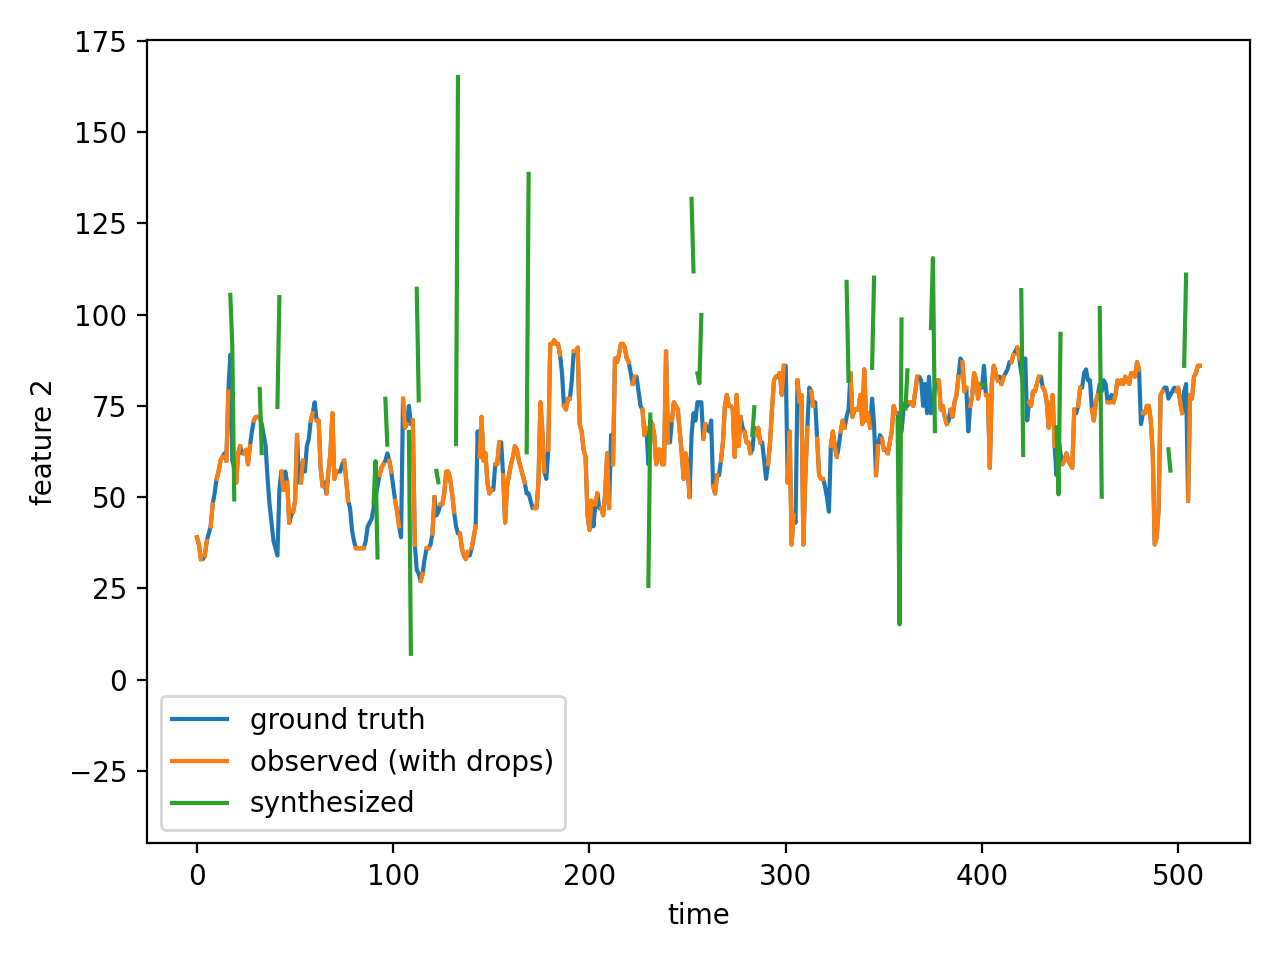 175
150
125
100
75
50
25
0
−25
feature 2
ground truth
observed (with drops)
synthesized
0 100 200 300 400 500
time